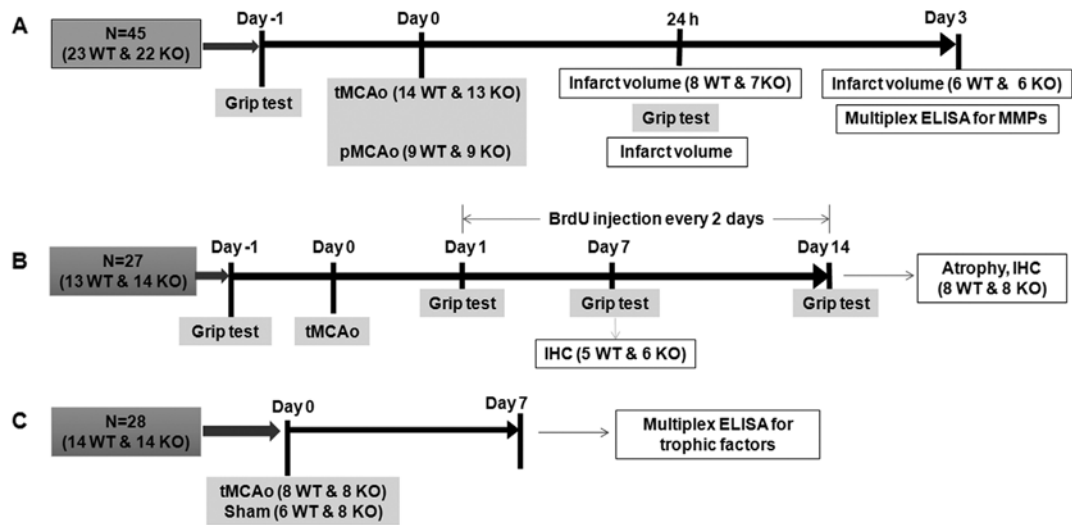 A
N=45
(23 WT & 22 KO)
Day -1
Day 0
24 h
Day 3
Grip test
tMCAo (14 WT & 13 KO)
pMCAo (9 WT & 9 KO)
Infarct volume (8 WT & 7KO)
Grip test
Infarct volume
Infarct volume (6 WT & 6 KO)
Multiplex ELISA for MMPs
BrdU injection every 2 days
B
N=27
(13 WT & 14 KO)
Day -1
Day 0
Day 1
Day 7
Day 14
Grip test
tMCAo
Grip test
Grip test
Grip test
IHC (5 WT & 6 KO)
Atrophy, IHC
(8 WT & 8 KO)
C
N=28
(14 WT & 14 KO)
Day 0
Day 7
tMCAo (8 WT & 8 KO)
Sham (6 WT & 8 KO)
Multiplex ELISA for
trophic factors